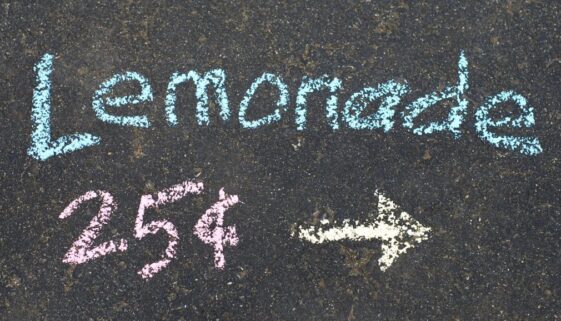 Lemonade
25¢ →